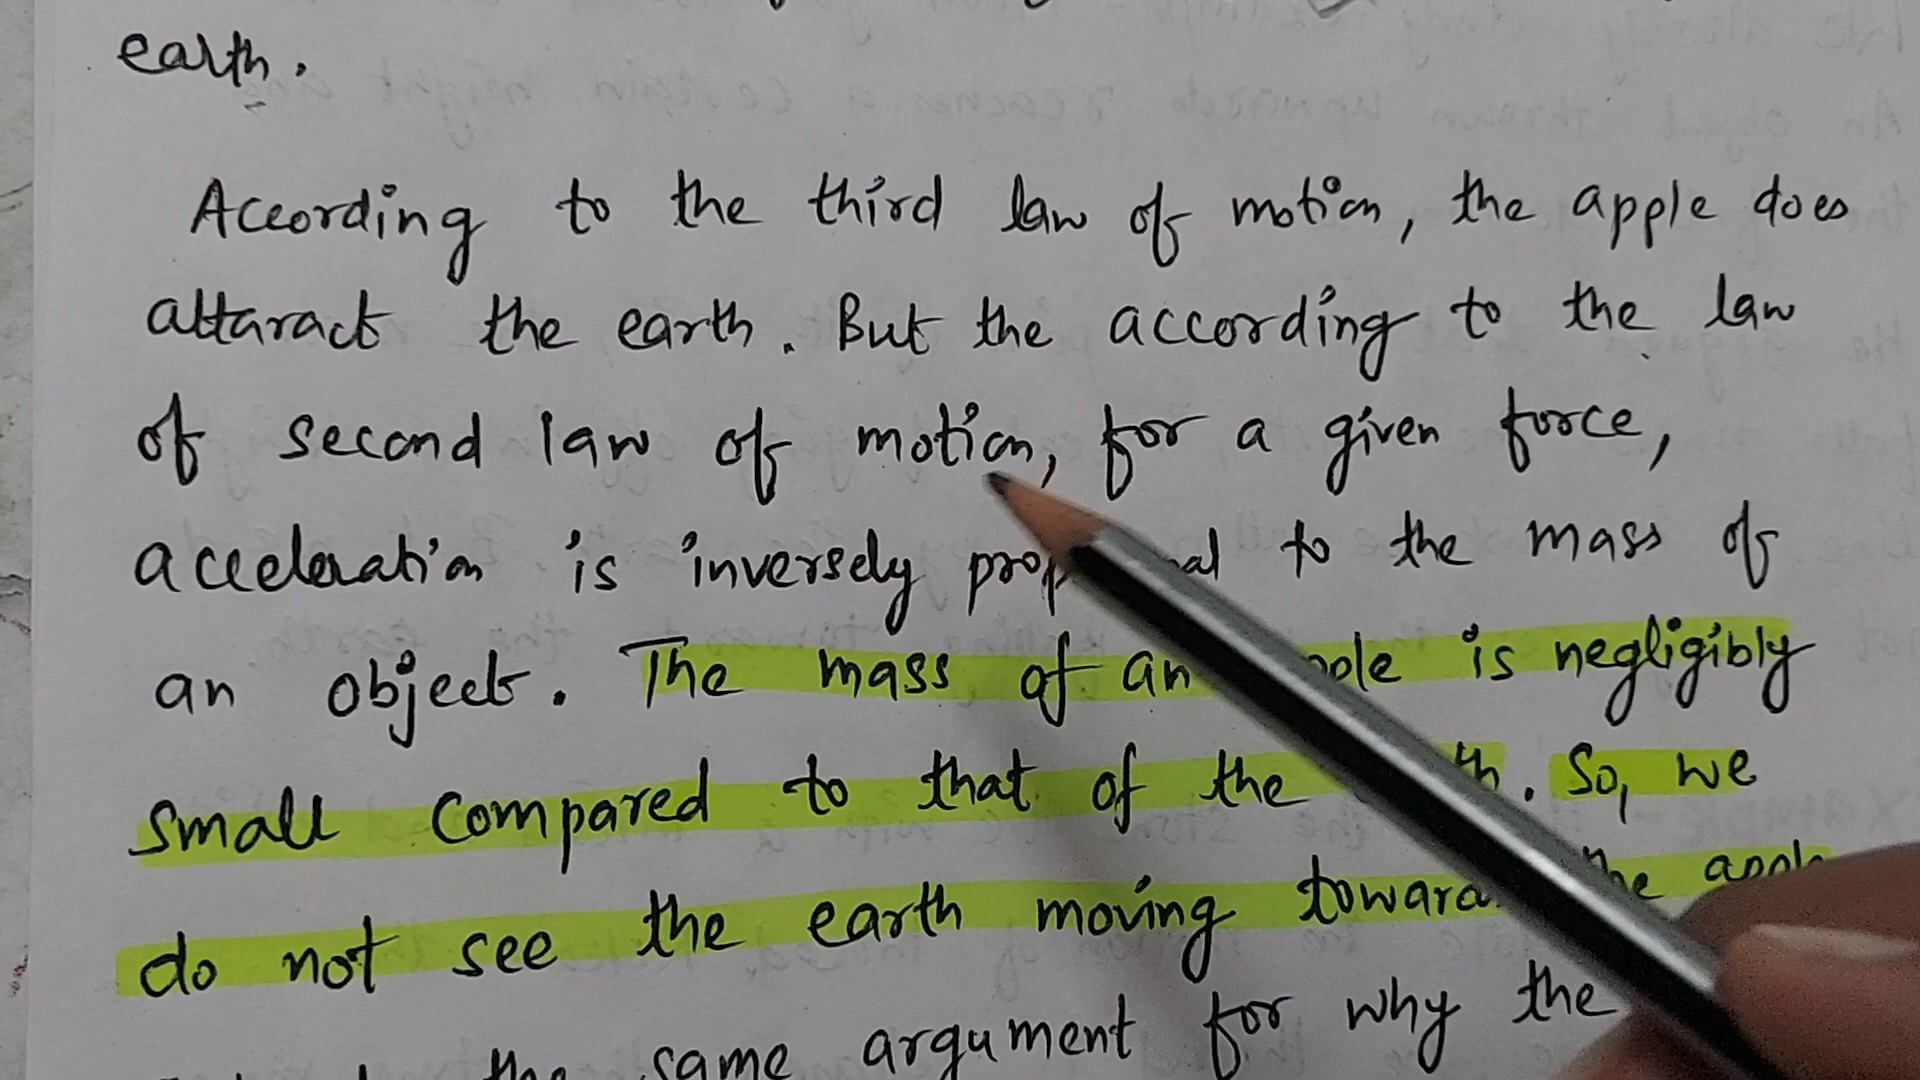 earth.
According to the third law of motion, the apple does
attaract the earth. But the according to the law
of second law of motion, for a given force,
acceleration is inversely to the mass of
an object. The mass of an is negligibly
small compared to that of the . So, we
do not see the earth moving
the same argument for why the